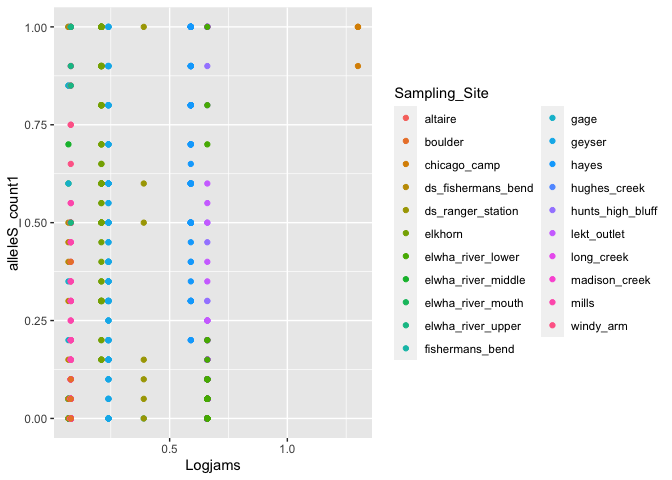 1.00
0.75
0.50
0.25
0.00
alleleS_count1
0.5
1.0
Logjams
Sampling_Site
altaire
boulder
chicago_camp
ds_fishermans_bend
ds_ranger_station
elkhorn
elwha_river_lower
elwha_river_middle
elwha_river_mouth
elwha_river_upper
fishermans_bend
gage
geyser
hayes
hughes_creek
hunts_high_bluff
lekt_outlet
long_creek
madison_creek
mills
windy_arm